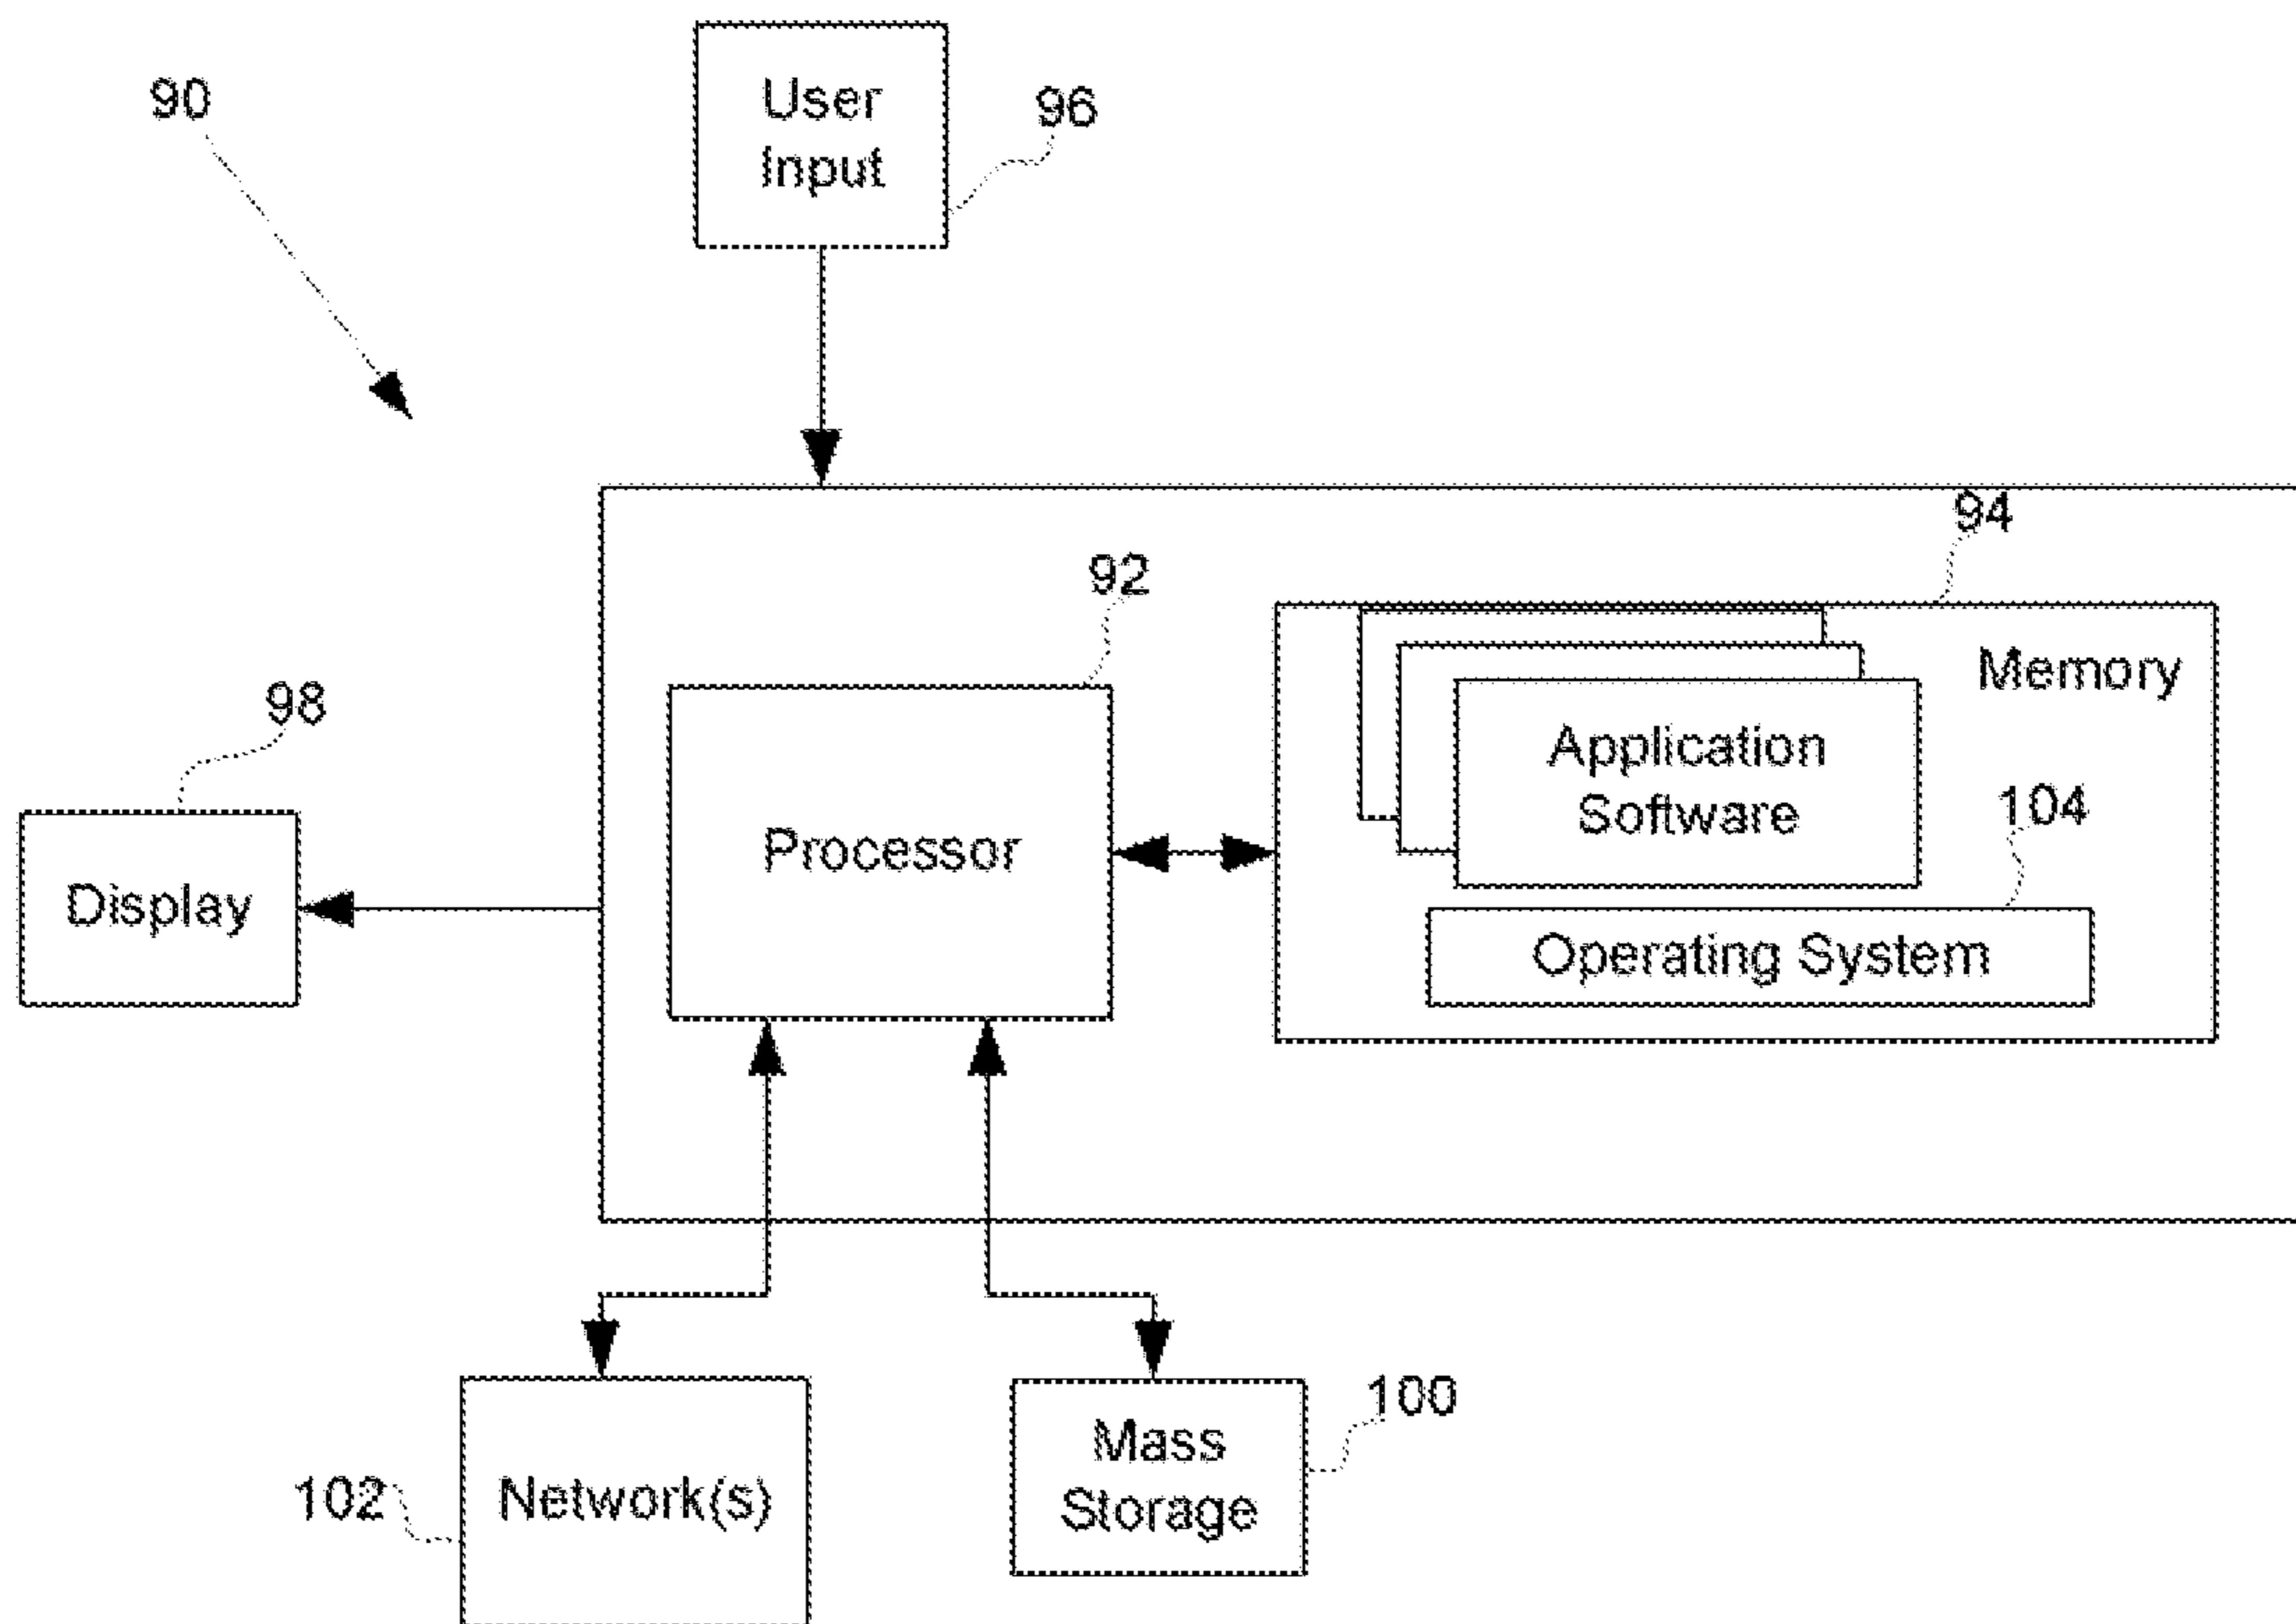 90
User
Input
96
94
92
Memory
98
Application
Software
104
Processor
Display
Operating System
100
Mass
Storage
102
Network(s)